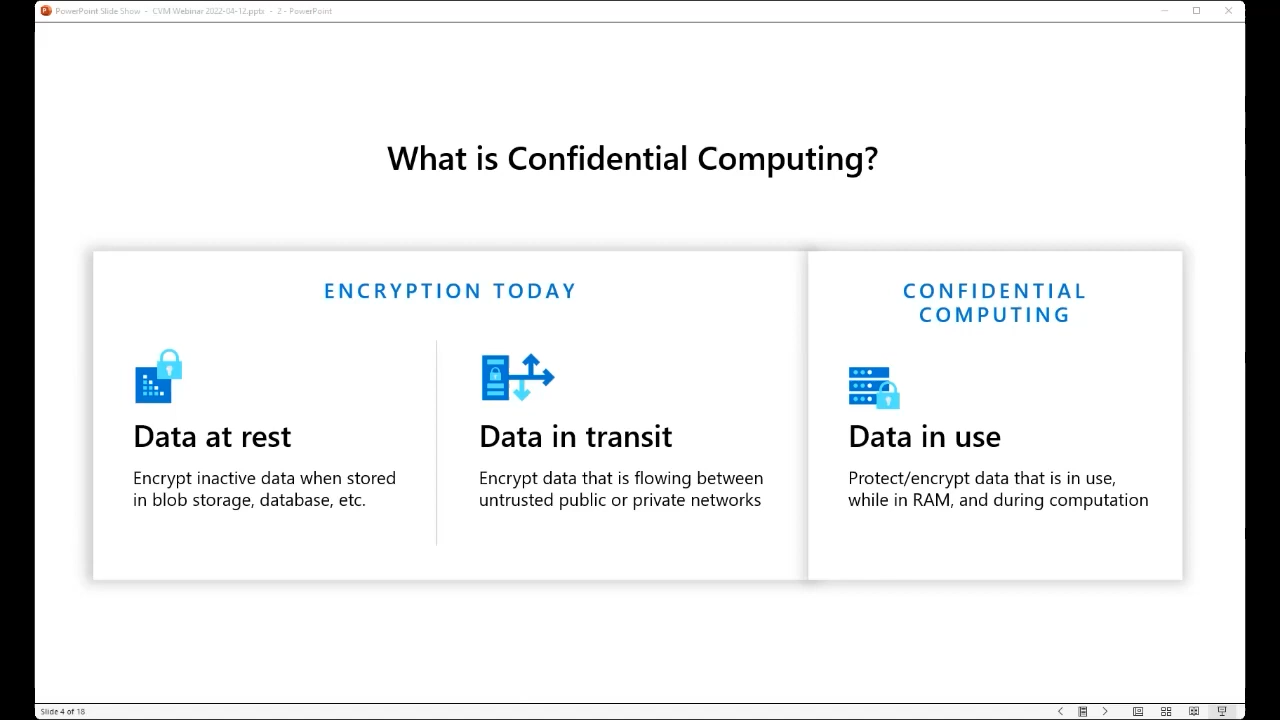 PowerPoint Slide Show - CVM Webinar 2022-04-12.pptx - 2 - PowerPoint
What is Confidential Computing?
ENCRYPTION TODAY
Data at rest
Encrypt inactive data when stored
in blob storage, database, etc.
Data in transit
Encrypt data that is flowing between
untrusted public or private networks
CONFIDENTIAL
COMPUTING
Data in use
Protect/encrypt data that is in use,
while in RAM, and during computation
Slide 4 of 18